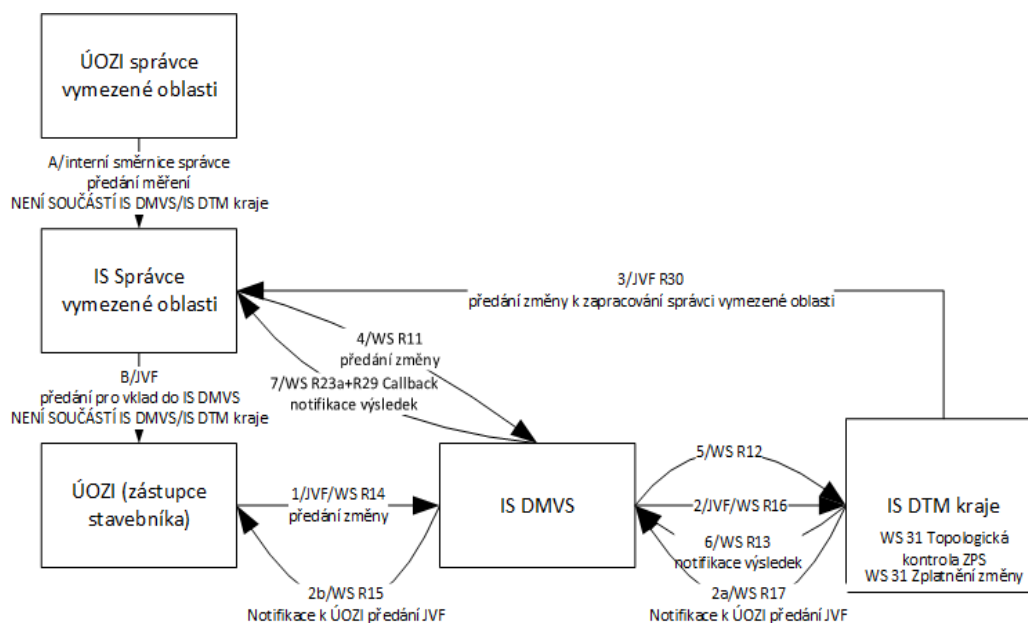 ÚOZI správce
vymezené oblasti
A/interní směrnice správce
předání měření
NENÍ SOUČÁSTÍ IS DMVS/IS DTM kraje
IS Správce
vymezené oblasti
3/JVF R30
předání změny k zapracování správci vymezené oblasti
4/WS R11
předání změny
7/WS R23a+R29 Callback
notifikace výsledek
B/JVF
předání pro vklad do IS DMVS
NENÍ SOUČÁSTÍ IS DMVS/IS DTM kraje
ÚOZI (zástupce
stavebníka)
1/JVF/WS R14
předání změny
2b/WS R15
Notifikace k ÚOZI předání JVF
IS DMVS
5/WS R12
2/JVF/WS R16
6/WS R13
notifikace výsledek
2a/WS R17
Notifikace k ÚOZI předání JVF
IS DTM kraje
WS 31 Topologická
kontrola ZPS
WS 31 Zplatnění změny